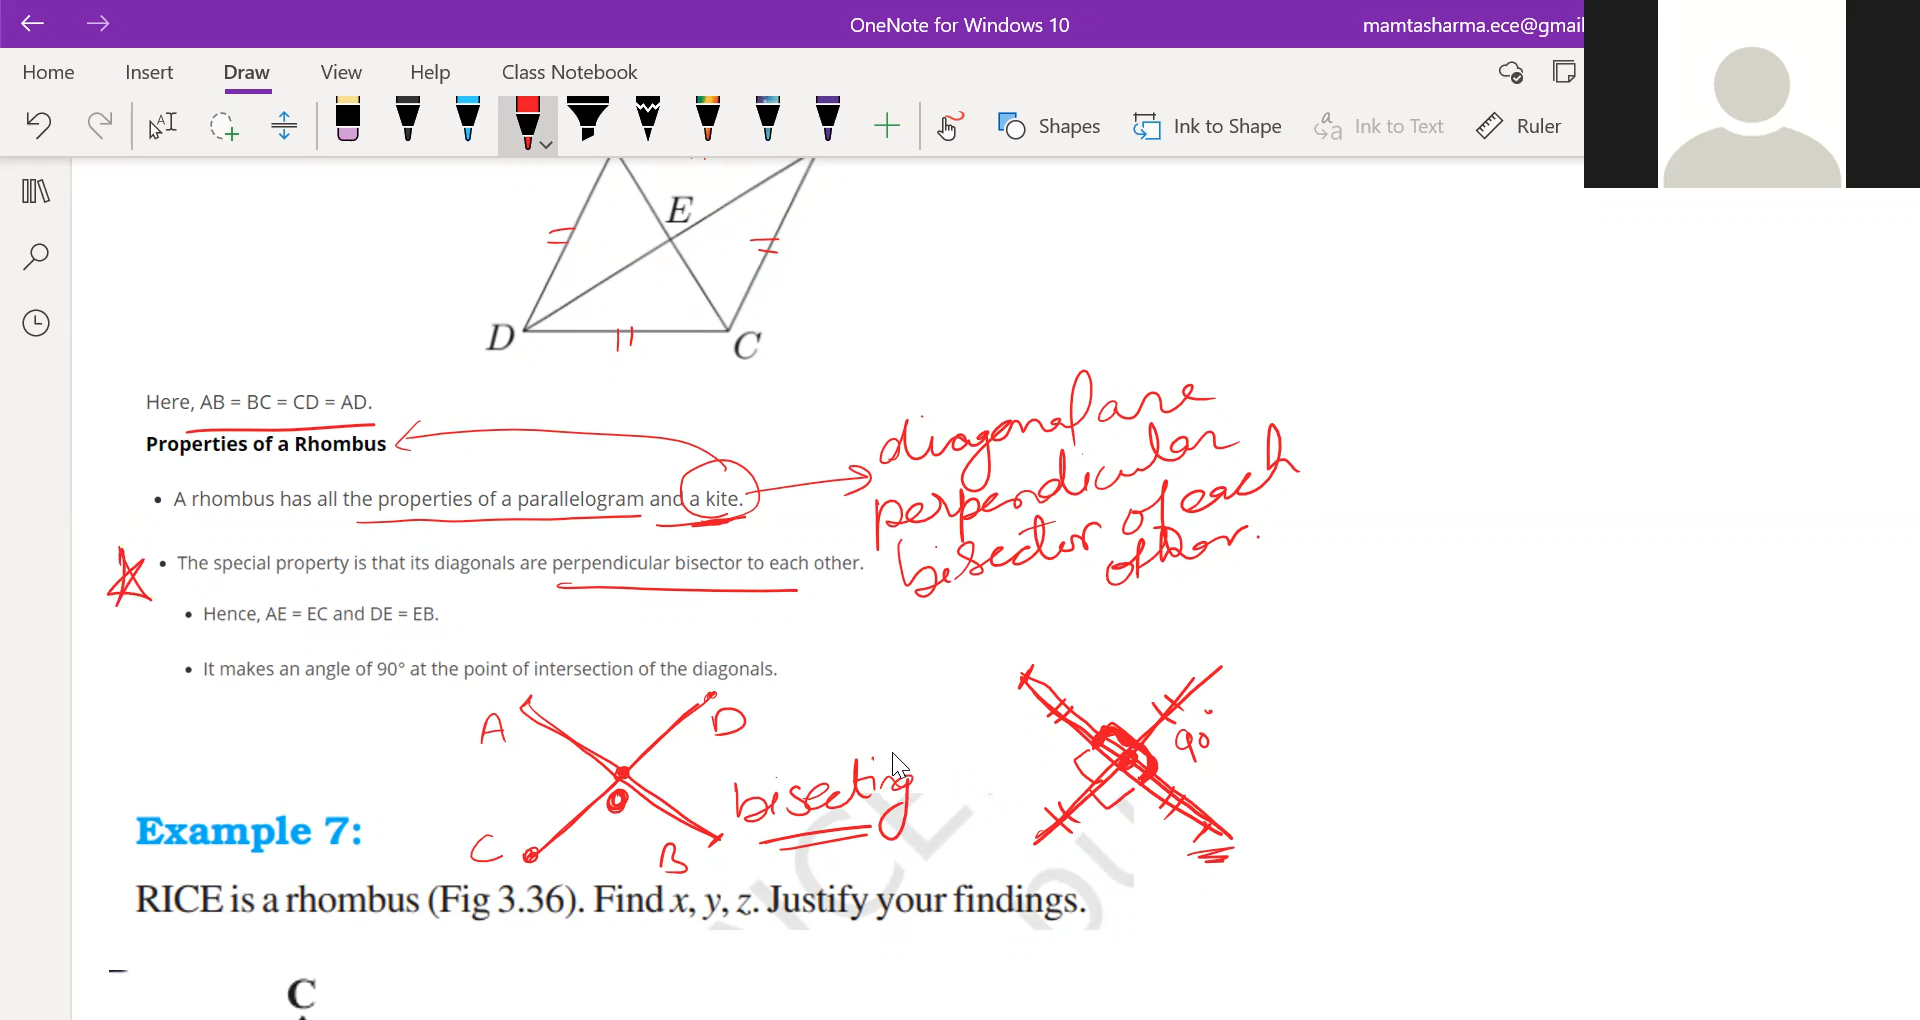 OneNote for Windows 10
mamtasharma.ece@gmail
Home Insert Draw View Help Class Notebook
Shapes Ink to Shape Ink to Text Ruler
E
D
C
Here, AB = BC = CD = AD.
Properties of a Rhombus
A rhombus has all the properties of a parallelogram and a kite.
diagonal are
perpendicular
bisector of each
other.
The special property is that its diagonals are perpendicular bisector to each other.
Hence, AE = EC and DE = EB.
It makes an angle of 90° at the point of intersection of the diagonals.
A
D
C
B
bisecting
90°
Example 7:
RICE is a rhombus (Fig 3.36). Find x, y, z. Justify your findings.
C